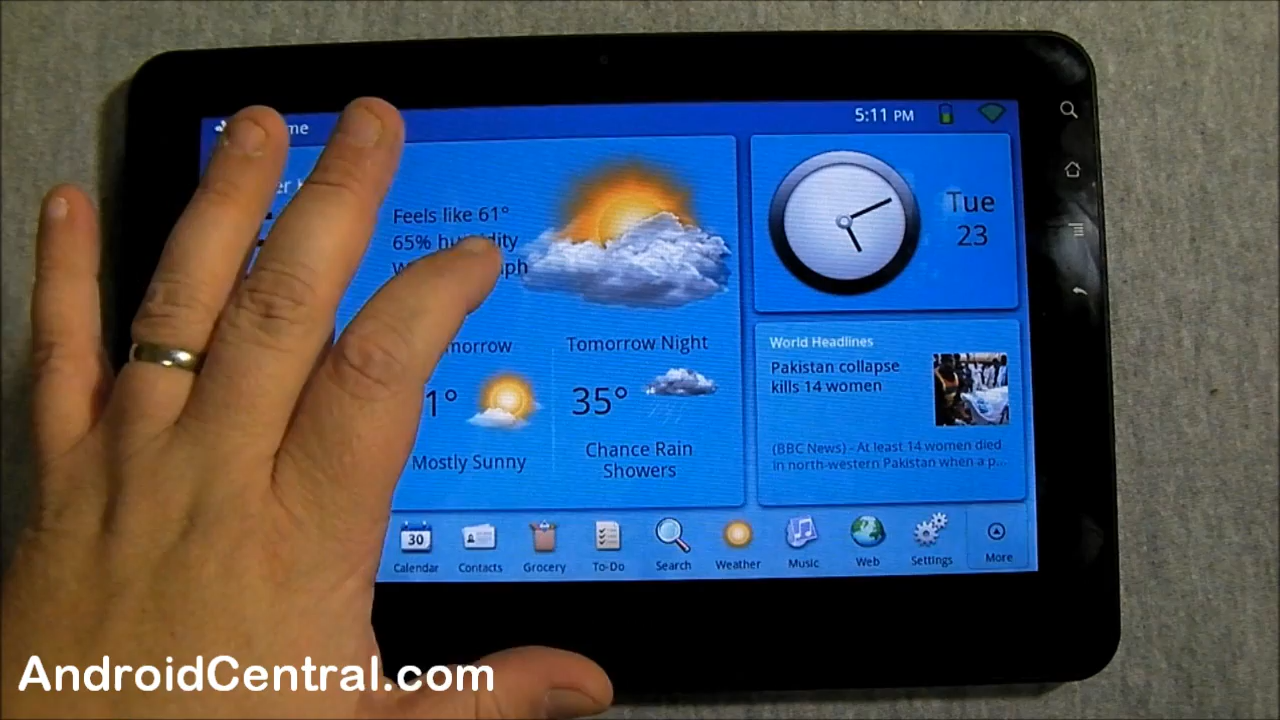 5:11 PM
Feels like 61°
65%
Tue
23
Tomorrow Night
World Headlines
Pakistan collapse
kills 14 women
35°
Mostly Sunny
Chance Rain
Showers
(BBC News) - At least 14 women died
in north-western Pakistan when a p...
30
Calendar
Contacts
Grocery
To-Do
Search
Weather
Music
Web
Settings
More
AndroidCentral.com